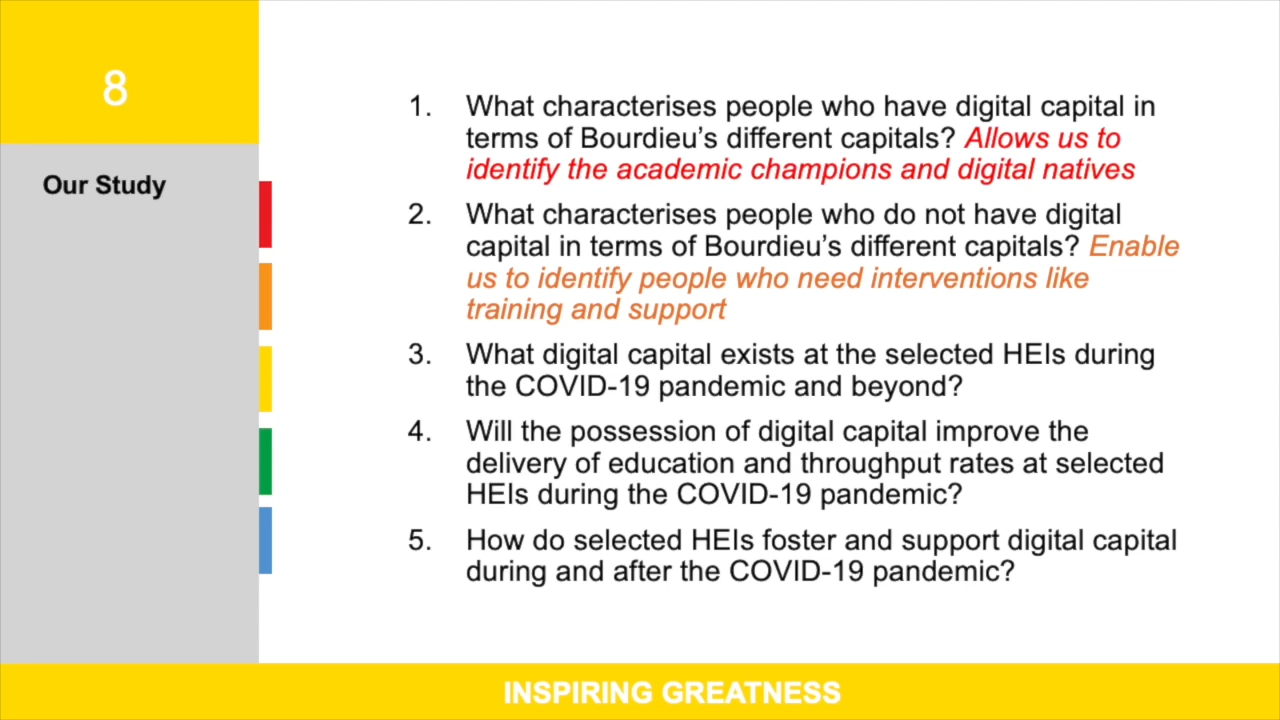 8
Our Study
1. What characterises people who have digital capital in
terms of Bourdieu's different capitals? Allows us to
identify the academic champions and digital natives
2. What characterises people who do not have digital
capital in terms of Bourdieu's different capitals? Enable
us to identify people who need interventions like
training and support
3. What digital capital exists at the selected HEIs during
the COVID-19 pandemic and beyond?
4. Will the possession of digital capital improve the
delivery of education and throughput rates at selected
HEIs during the COVID-19 pandemic?
5. How do selected HEIs foster and support digital capital
during and after the COVID-19 pandemic?
INSPIRING GREATNESS